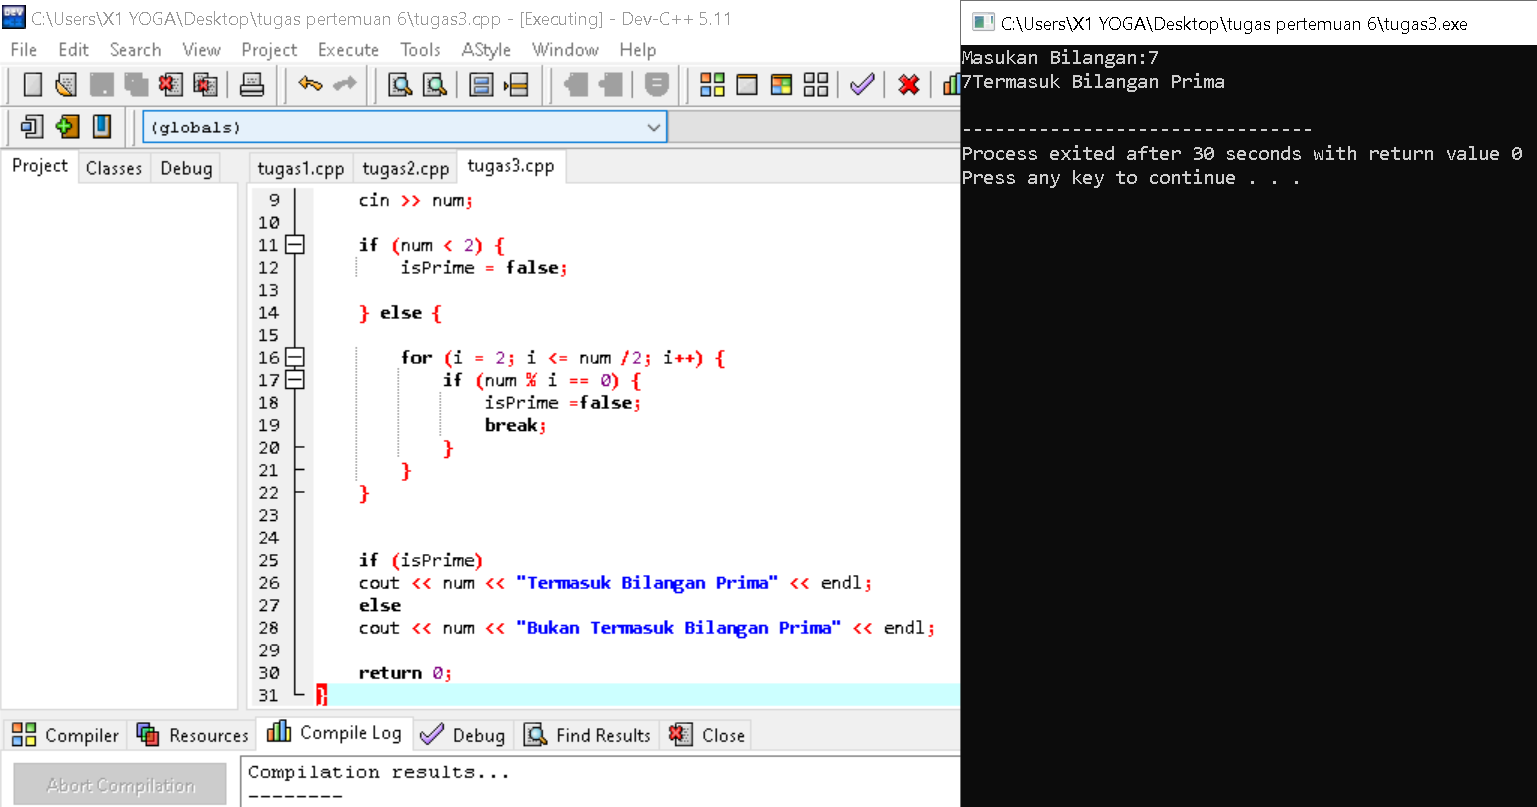 C:\Users\X1 YOGA\Desktop\tugas pertemuan 6\tugas3.cpp - [Executing] - Dev-C++ 5.11
File Edit Search View Project Execute Tools AStyle Window Help
(globals)
Project Classes Debug
tugas1.cpp tugas2.cpp tugas3.cpp
9 cin >> num;
10
11 if (num < 2) {
12 isPrime = false;
13
14 } else {
15
16 for (i = 2; i <= num /2; i++) {
17 if (num % i == 0) {
18 isPrime =false;
19 break;
20 }
21 }
22 }
23
24
25 if (isPrime)
26 cout << num << "Termasuk Bilangan Prima" << endl;
27 else
28 cout << num << "Bukan Termasuk Bilangan Prima" << endl;
29
30 return 0;
31 }
Compiler Resources Compile Log Debug Find Results Close
Abort Compilation
Compilation results...
--------
C:\Users\X1 YOGA\Desktop\tugas pertemuan 6\tugas3.exe
Masukan Bilangan:7
7Termasuk Bilangan Prima
--------------------------------
Process exited after 30 seconds with return value 0
Press any key to continue . . .